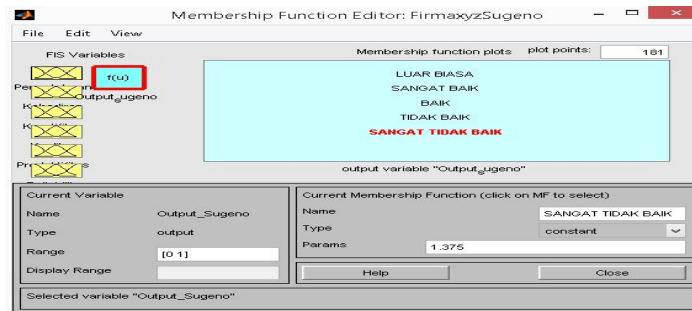 Membership Function Editor: FirmaxyzSugeno
File Edit View
FIS Variables
f(u)
Membership function plots plot points: 181
LUAR BIASA
SANGAT BAIK
BAIK
TIDAK BAIK
SANGAT TIDAK BAIK
output variable "Output_Sugeno"
Current Variable
Name Output_Sugeno
Type output
Range [0 1]
Display Range
Current Membership Function (click on MF to select)
Name SANGAT TIDAK BAIK
Type constant
Params 1.375
Help Close
Selected variable "Output_Sugeno"